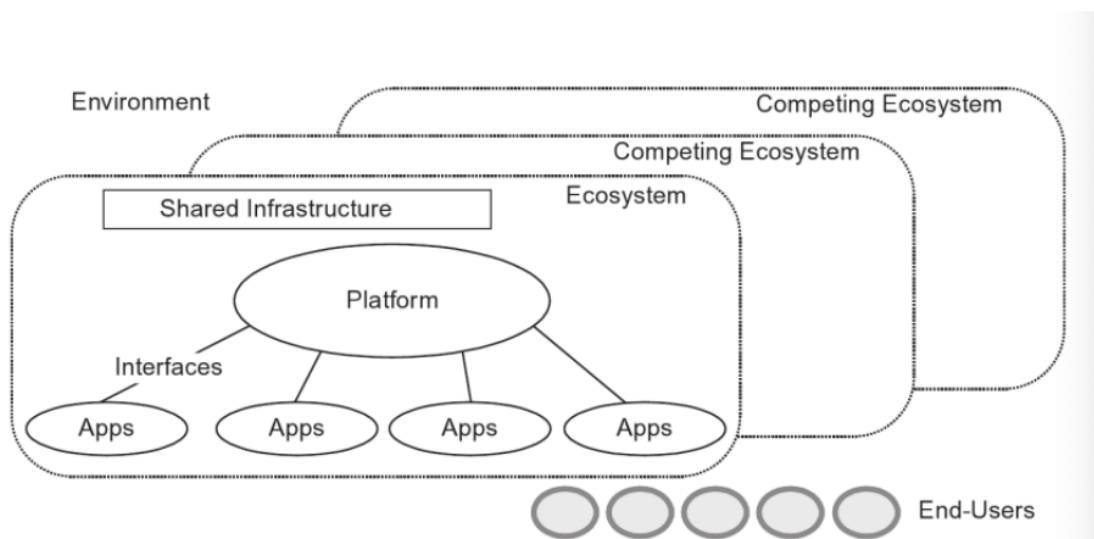 Environment
Competing Ecosystem
Competing Ecosystem
Ecosystem
Shared Infrastructure
Platform
Interfaces
Apps
Apps
Apps
Apps
End-Users